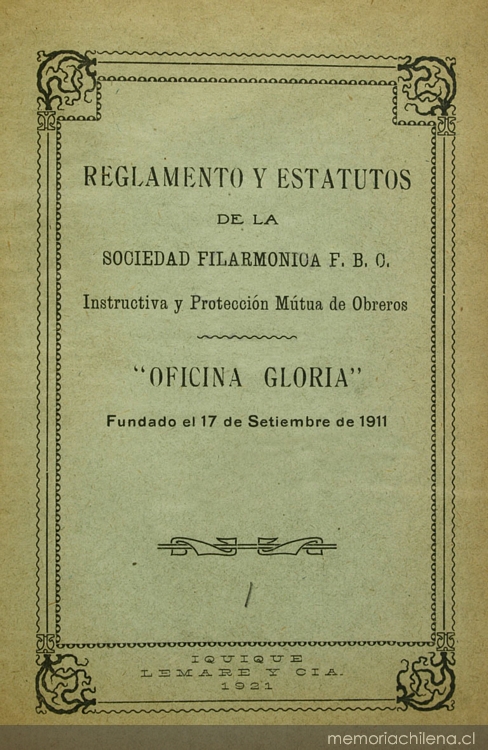 REGLAMENTO Y ESTATUTOS
DE LA
SOCIEDAD FILARMONICA F. B. C.
Instructiva y Protección Mútua de Obreros
"OFICINA GLORIA"
Fundado el 17 de Setiembre de 1911
IQUIQUE
LEMARE Y CIA.
1921
memoriachilena.cl